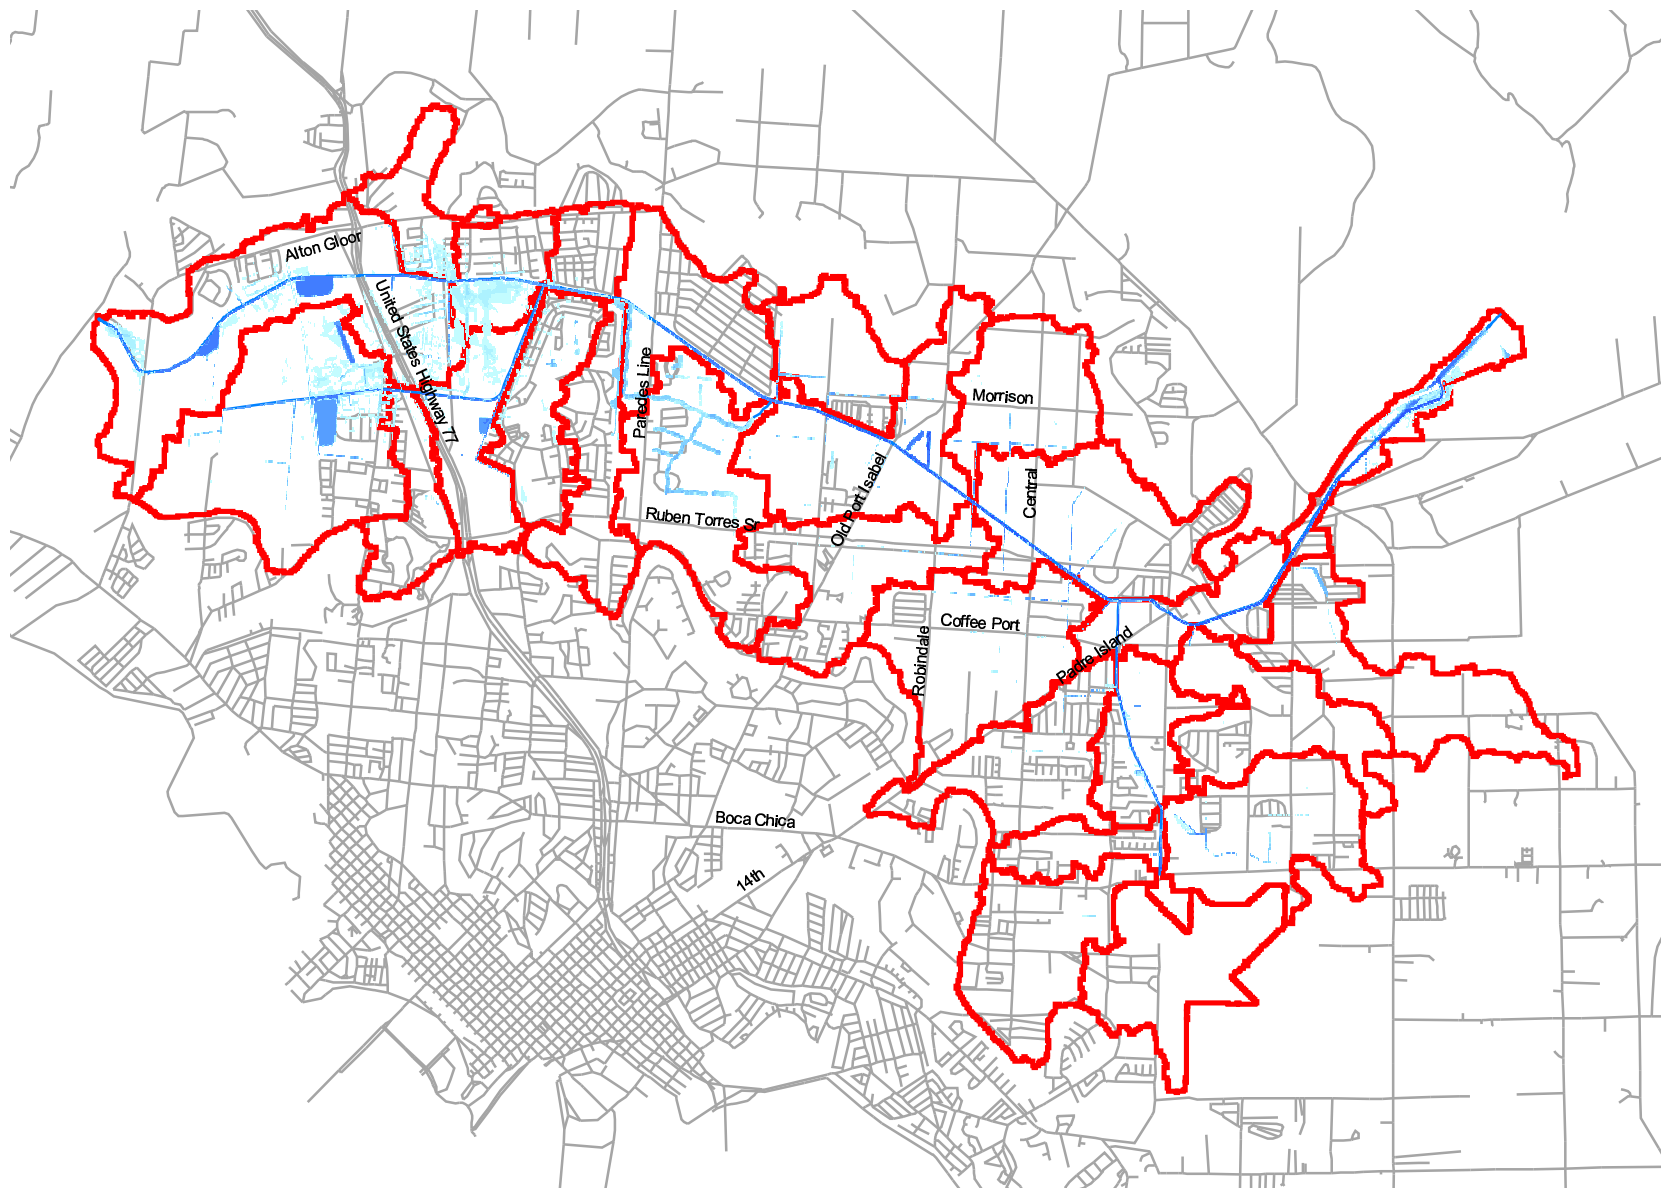 Alton Gloor
United States Highway 77
Paredes Line
Morrison
Old Port Isabel
Central
Ruben Torres Sr
Coffee Port
Robindale
Padre Island
Boca Chica
14th